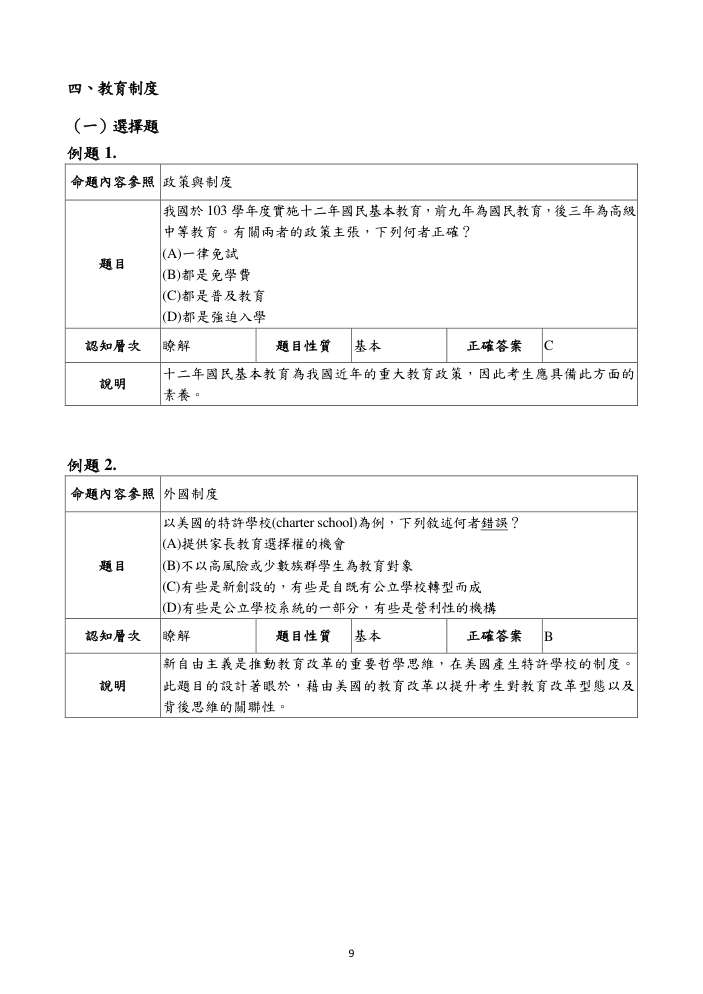 四、教育制度
（一）選擇題
例題 1.
命題內容參照 政策與制度
我國於 103 學年度實施十二年國民基本教育，前九年為國民教育，後三年為高級
中等教育。有關兩者的政策主張，下列何者正確？
題目
(A)一律免試
(B)都是免學費
(C)都是普及教育
(D)都是強迫入學
認知層次 瞭解 題目性質 基本 正確答案 C
說明
十二年國民基本教育為我國近年的重大教育政策，因此考生應具備此方面的
素養。
例題 2.
命題內容參照 外國制度
以美國的特許學校(charter school)為例，下列敘述何者錯誤？
(A)提供家長教育選擇權的機會
題目
(B)不以高風險或少數族群學生為教育對象
(C)有些是新創設的，有些是自既有公立學校轉型而成
(D)有些是公立學校系統的一部分，有些是營利性的機構
認知層次 瞭解 題目性質 基本 正確答案 B
新自由主義是推動教育改革的重要哲學思維，在美國產生特許學校的制度。
說明
此題目的設計著眼於，藉由美國的教育改革以提升考生對教育改革型態以及
背後思維的關聯性。
9